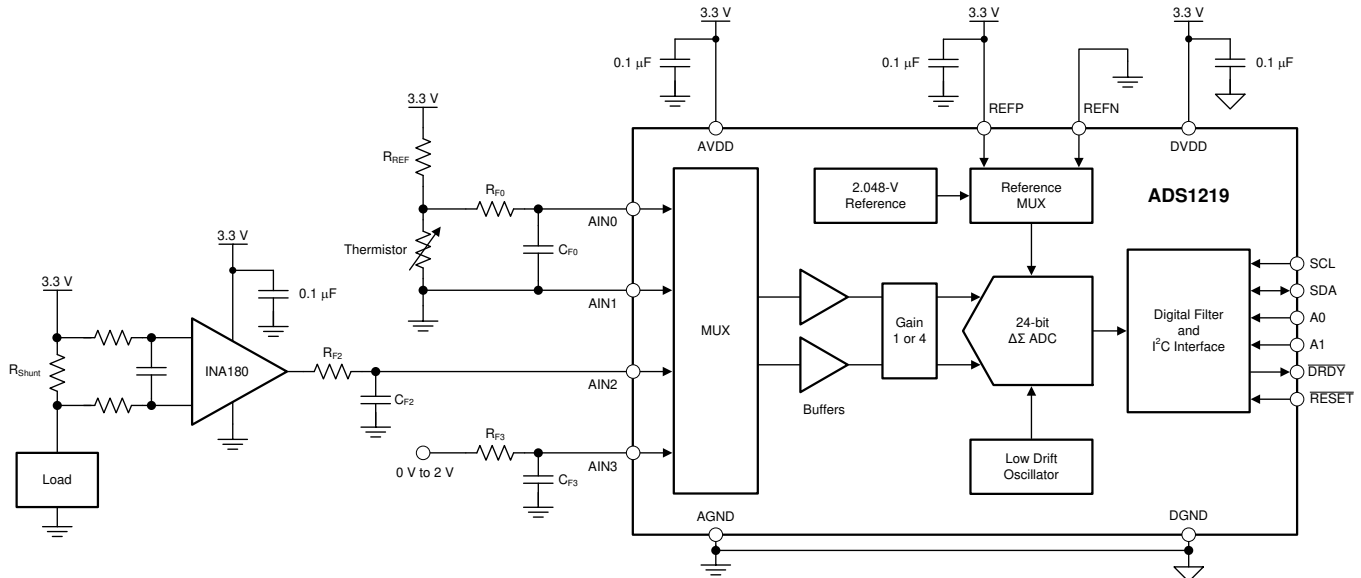 3.3 V
3.3 V
3.3 V
0.1 μF
0.1 μF
0.1 μF
REFP
REFN
3.3 V
AVDD
DVDD
R_REF
R_F0
AIN0
2.048-V
Reference
Reference
MUX
ADS1219
3.3 V
Thermistor
C_F0
3.3 V
0.1 μF
AIN1
SCL
SDA
A0
A1
DRDY
RESET
MUX
Gain
1 or 4
24-bit
ΔΣ ADC
Digital Filter
and
I²C Interface
R_Shunt
INA180
R_F2
C_F2
AIN2
Buffers
R_F3
0 V to 2 V
C_F3
AIN3
Low Drift
Oscillator
Load
AGND
DGND